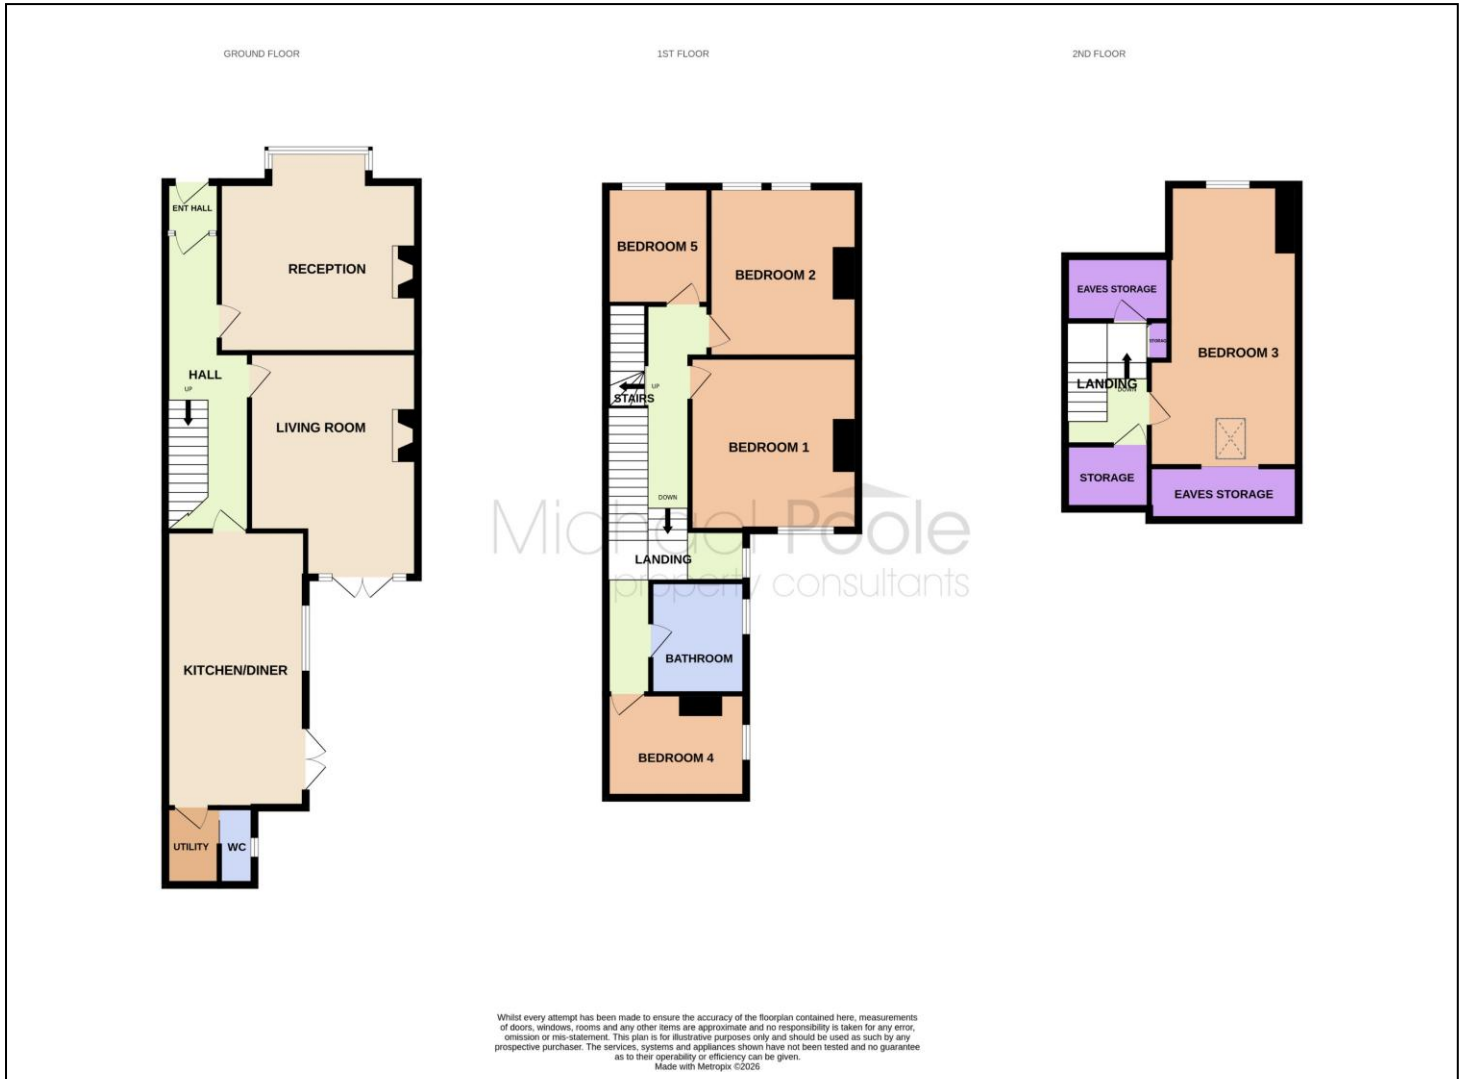 GROUND FLOOR
ENT HALL
RECEPTION
HALL
UP
LIVING ROOM
KITCHEN/DINER
UTILITY
WC
1ST FLOOR
BEDROOM 5
BEDROOM 2
UP
STAIRS
BEDROOM 1
DOWN
LANDING
BATHROOM
BEDROOM 4
2ND FLOOR
EAVES STORAGE
STORAGE
BEDROOM 3
LANDING
DOWN
STORAGE
EAVES STORAGE
Michael Poole
property consultants
Whilst every attempt has been made to ensure the accuracy of the floorplan contained here, measurements
of doors, windows, rooms and any other items are approximate and no responsibility is taken for any error,
omission or mis-statement. This plan is for illustrative purposes only and should be used as such by any
prospective purchaser. The services, systems and appliances shown have not been tested and no guarantee
as to their operability or efficiency can be given.
Made with Metropix ©2026